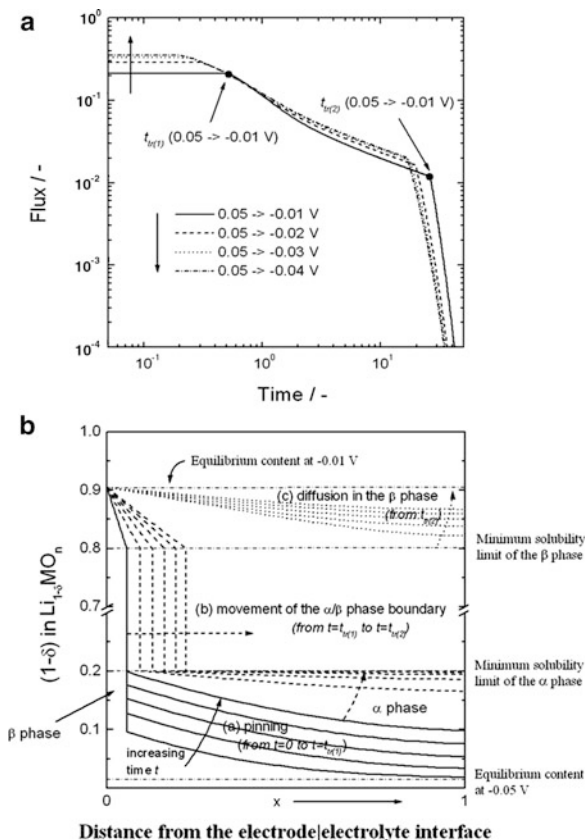 a
Flux / -
10^0
10^-1
10^-2
10^-3
10^-4
t_tr(1) (0.05 -> -0.01 V)
t_tr(2)
(0.05 -> -0.01 V)
0.05 -> -0.01 V
0.05 -> -0.02 V
0.05 -> -0.03 V
0.05 -> -0.04 V
10^-1
10^0
10^1
Time / -
b
(1-δ) in Li_1-δMO_n
1.0
0.9
0.8
0.8
0.2
0.1
Equilibrium content at -0.01 V
(c) diffusion in the β phase
(from t_tr(2))
Minimum solubility
limit of the β phase
(b) movement of the α/β phase boundary
(from t=t_tr(1) to t=t_tr(2))
Minimum solubility
limit of the α phase
α phase
β phase
(a) pinning
(from t=0 to t=t_tr(1))
increasing
time t
Equilibrium content
at -0.05 V
0
x
1
Distance from the electrode|electrolyte interface